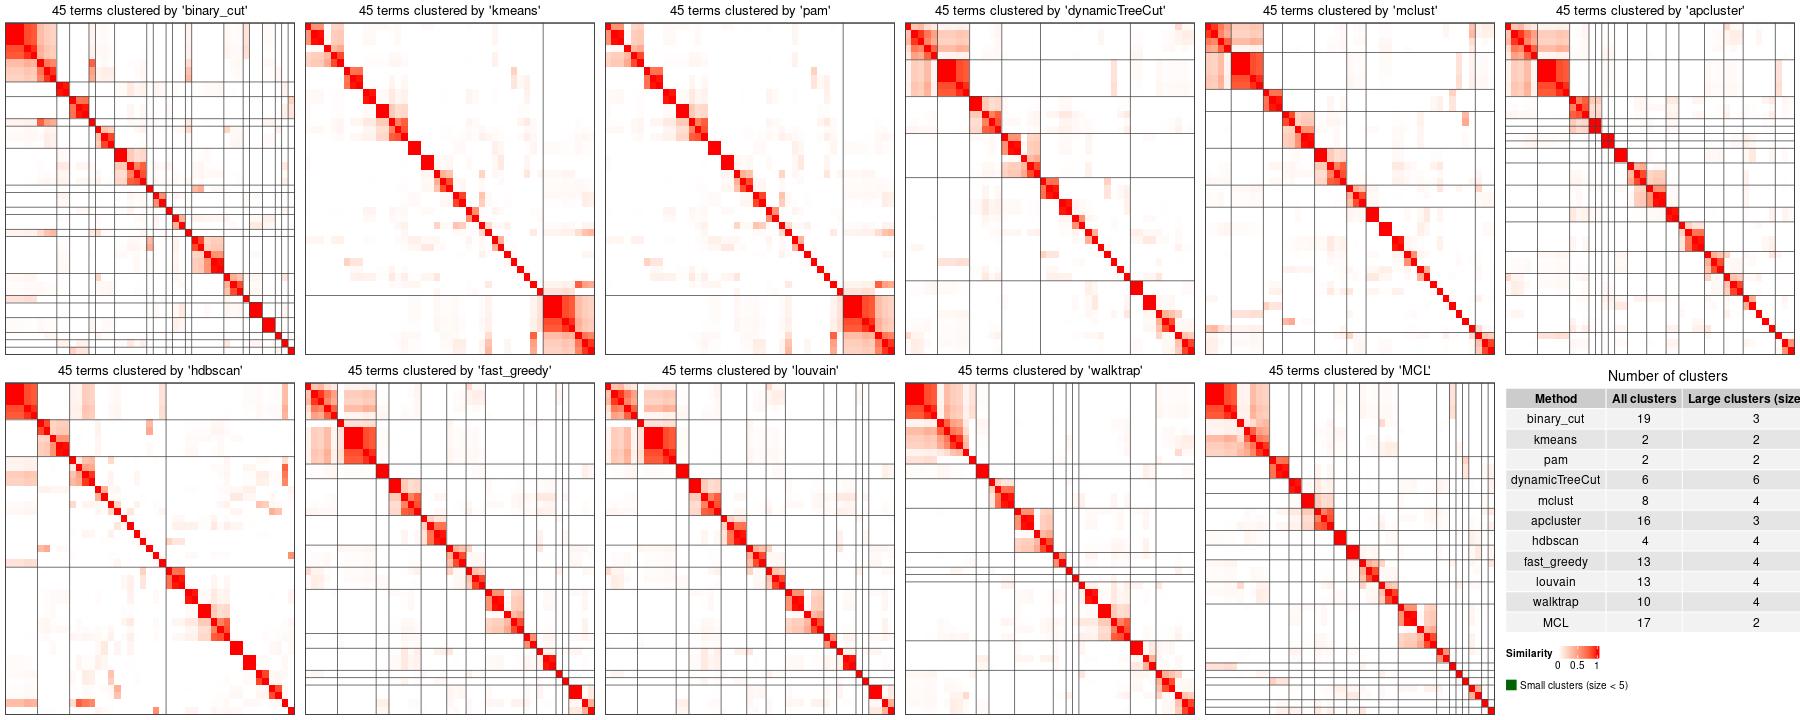 45 terms clustered by 'binary_cut'
45 terms clustered by 'kmeans'
45 terms clustered by 'pam'
45 terms clustered by 'dynamicTreeCut'
45 terms clustered by 'mclust'
45 terms clustered by 'apcluster'
45 terms clustered by 'hdbscan'
45 terms clustered by 'fast_greedy'
45 terms clustered by 'louvain'
45 terms clustered by 'walktrap'
45 terms clustered by 'MCL'
Number of clusters
Method All clusters Large clusters (size
binary_cut 19 3
kmeans 2 2
pam 2 2
dynamicTreeCut 6 6
mclust 8 4
apcluster 16 3
hdbscan 4 4
fast_greedy 13 4
louvain 13 4
walktrap 10 4
MCL 17 2
Similarity
0 0.5 1
Small clusters (size < 5)